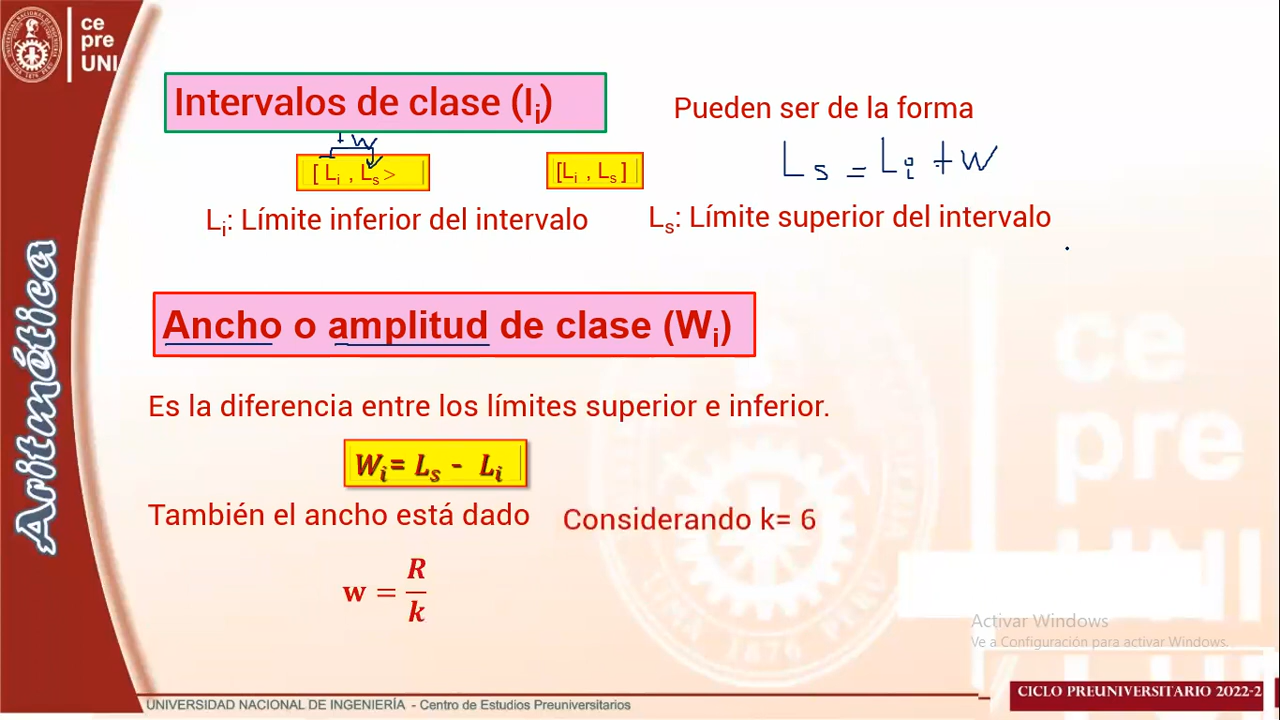 ce
pre
UNI
Intervalos de clase (Ii)
Pueden ser de la forma
+ w
[ Li , Ls >
[Li , Ls ]
Ls = Li + w
Li: Límite inferior del intervalo
Ls: Límite superior del intervalo
Aritmética
Ancho o amplitud de clase (Wi)
Es la diferencia entre los límites superior e inferior.
Wi= Ls - Li
También el ancho está dado
Considerando k= 6
w = R/k
ce
pre
UNI
Activar Windows
Ve a Configuración para activar Windows.
UNIVERSIDAD NACIONAL DE INGENIERÍA - Centro de Estudios Preuniversitarios
CICLO PREUNIVERSITARIO 2022-2